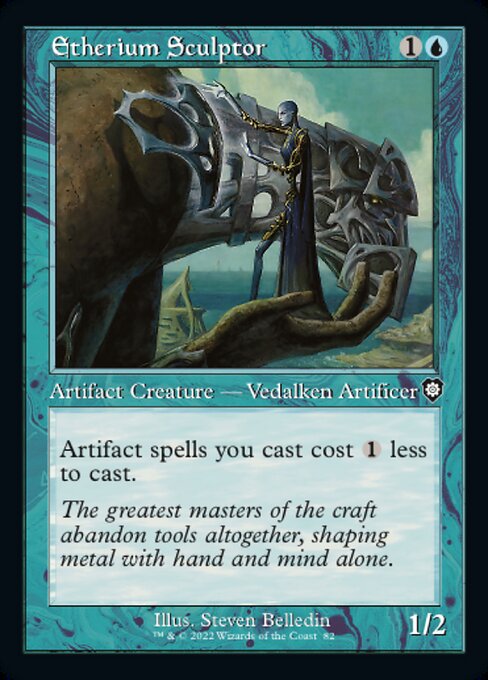 Etherium Sculptor 1
Artifact Creature — Vedalken Artificer
Artifact spells you cast cost 1 less
to cast.
The greatest masters of the craft
abandon tools altogether, shaping
metal with hand and mind alone.
Illus. Steven Belledin
™ & © 2022 Wizards of the Coast 82
1/2